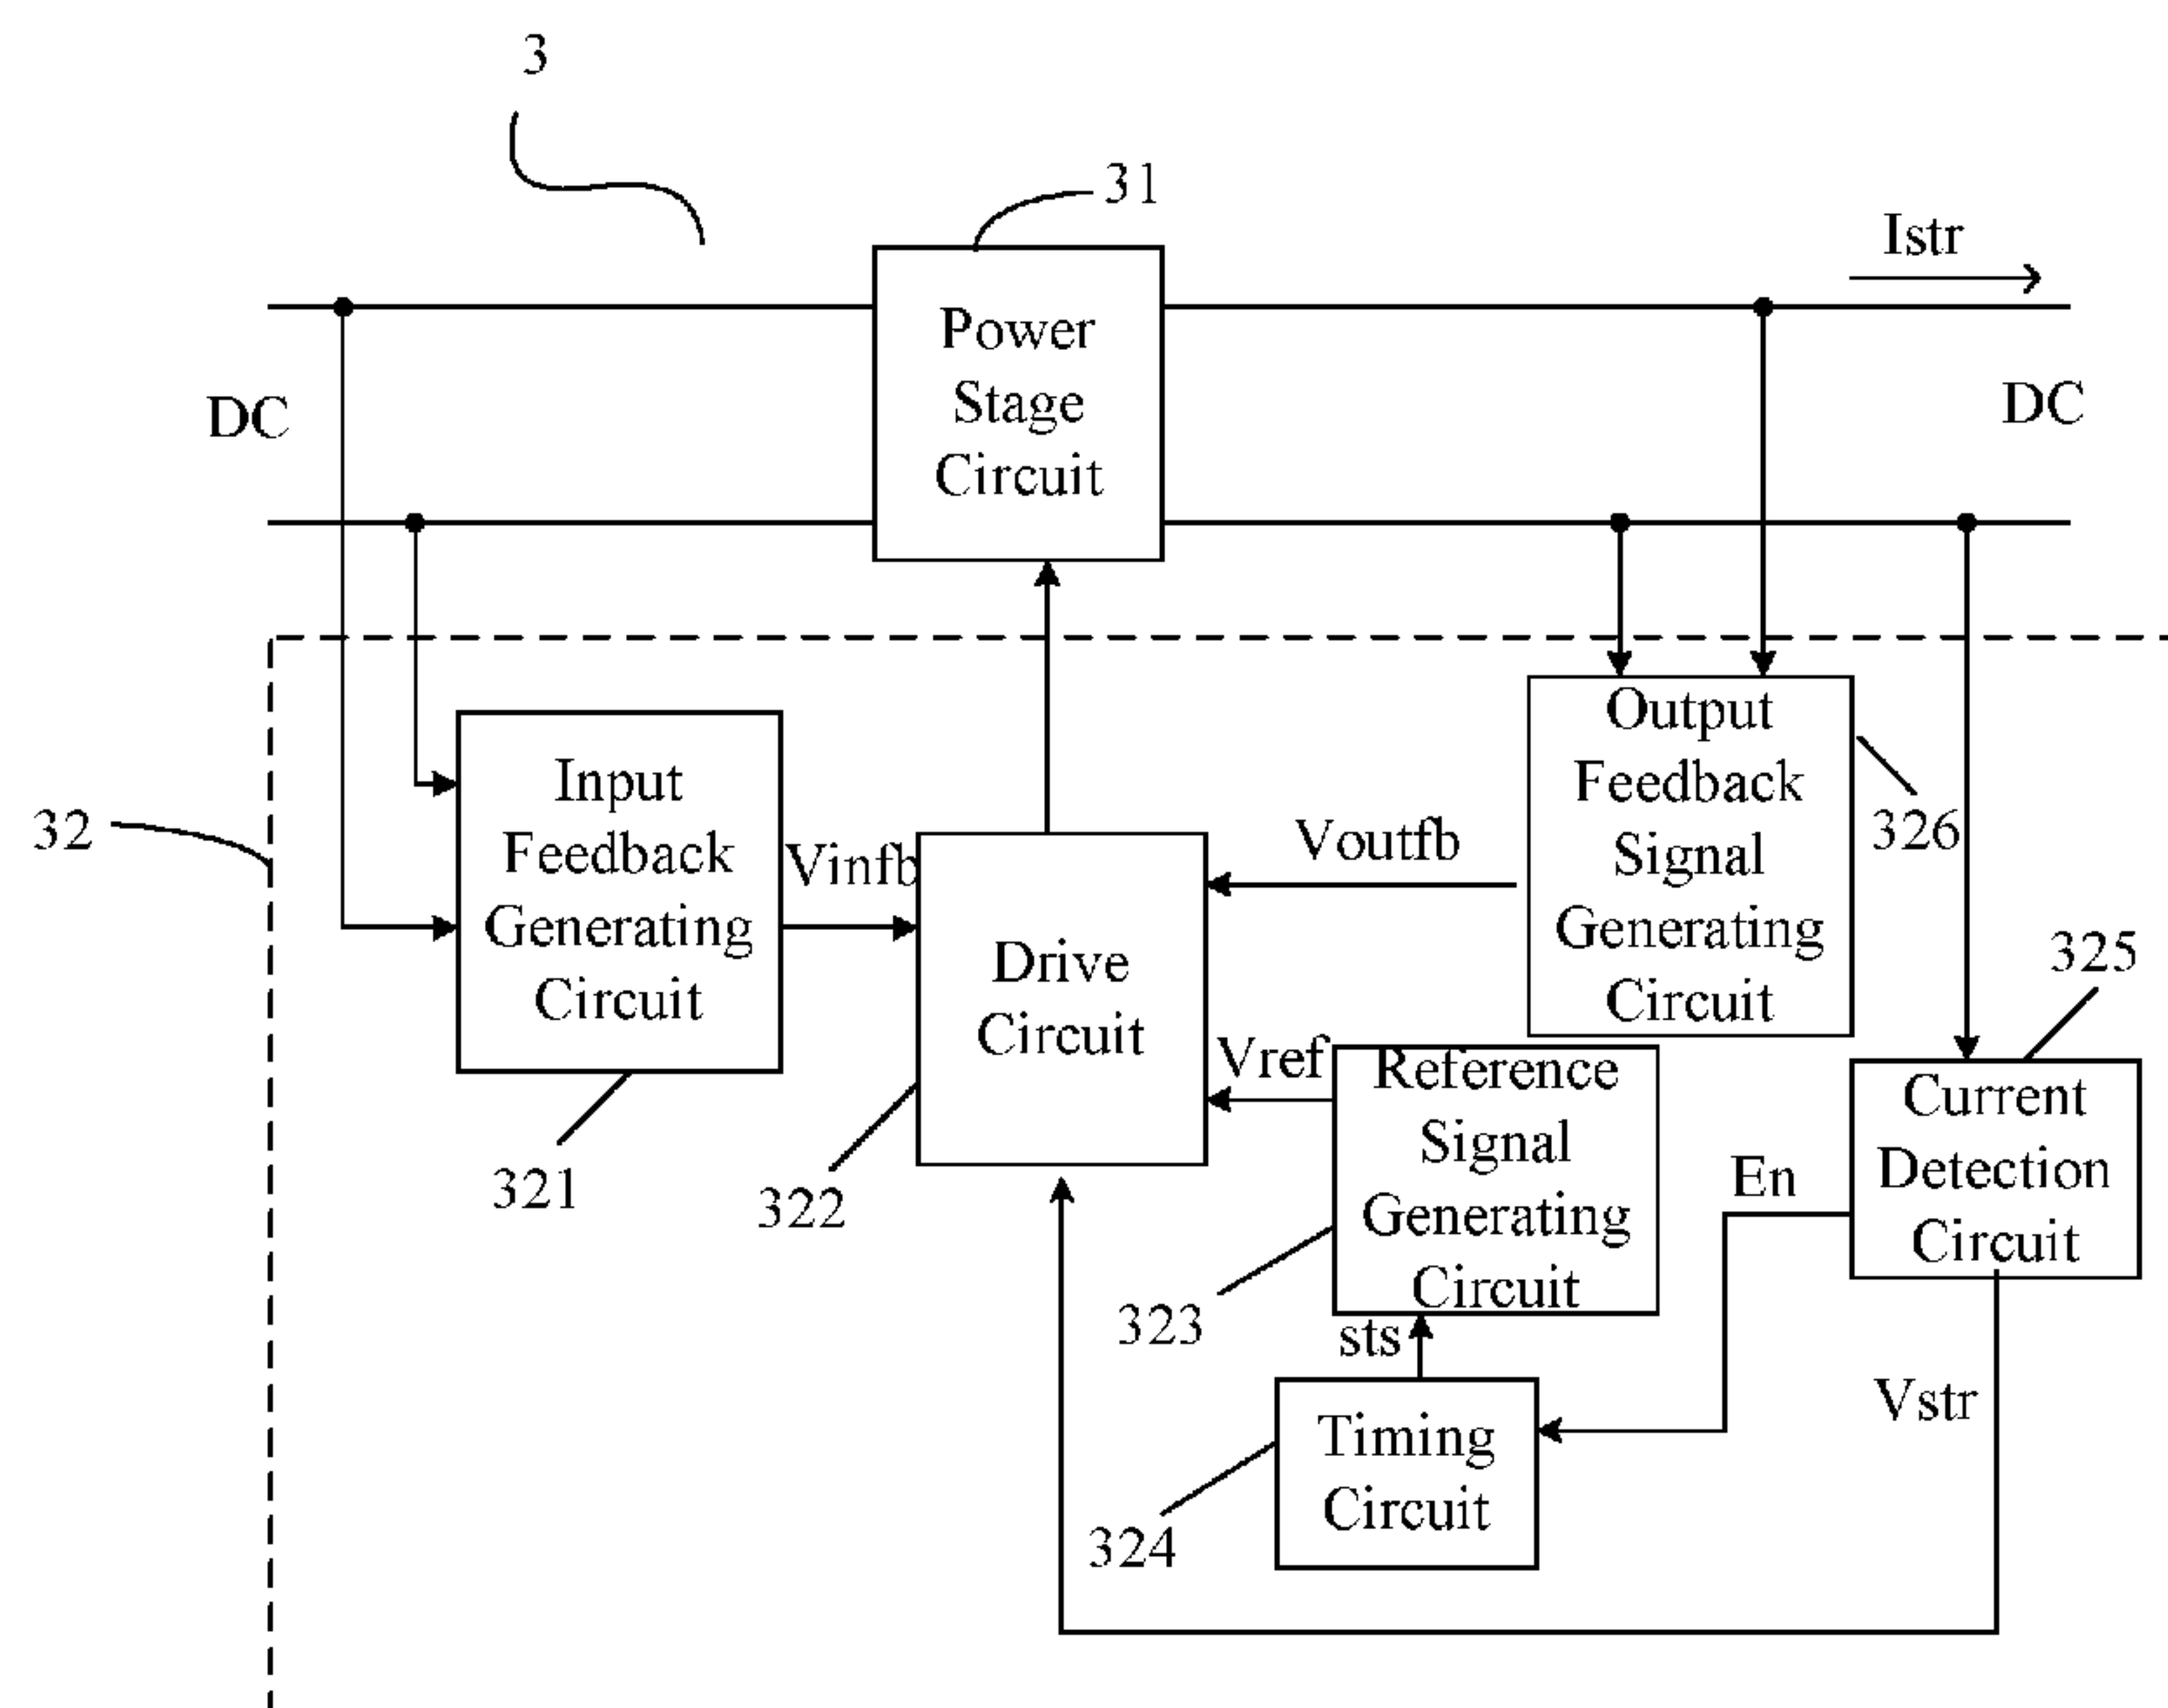 3
31
Istr
Power
Stage
Circuit
DC
DC
Output
Feedback
Signal
Generating
Circuit
326
Input
Feedback
Generating
Circuit
32
Vinfb
Voutfb
Drive
Circuit
325
Vref
Reference
Signal
Generating
Circuit
Current
Detection
Circuit
En
321
322
323
sts
Vstr
Timing
Circuit
324